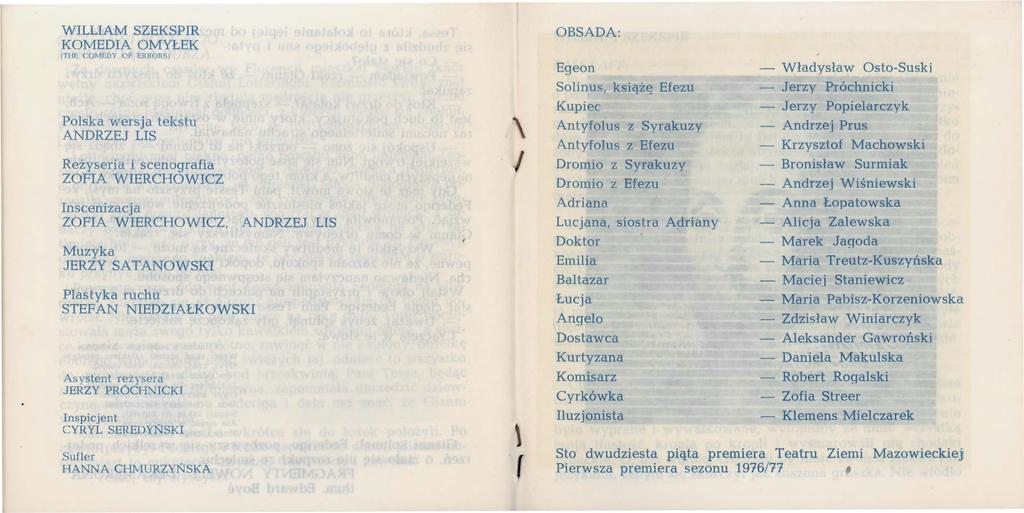 WILLIAM SZEKSPIR
KOMEDIA OMYŁEK
(THE COMEDY OF ERRORS)
Polska wersja tekstu
ANDRZEJ LIS
Reżyseria i scenografia
ZOFIA WIERCHOWICZ
Inscenizacja
ZOFIA WIERCHOWICZ, ANDRZEJ LIS
Muzyka
JERZY SATANOWSKI
Plastyka ruchu
STEFAN NIEDZIAŁKOWSKI
Asystent reżysera
JERZY PRÓCHNICKI
Inspicjent
CYRYL SEREDYŃSKI
Sufler
HANNA CHMURZYŃSKA
OBSADA:
Egeon — Władysław Osto-Suski
Solinus, książę Efezu — Jerzy Próchnicki
Kupiec — Jerzy Popielarczyk
Antyfolus z Syrakuzy — Andrzej Prus
Antyfolus z Efezu — Krzysztof Machowski
Dromio z Syrakuzy — Bronisław Surmiak
Dromio z Efezu — Andrzej Wiśniewski
Adriana — Anna Łopatowska
Lucjana, siostra Adriany — Alicja Zalewska
Doktor — Marek Jagoda
Emilia — Maria Treutz-Kuszyńska
Baltazar — Maciej Staniewicz
Łucja — Maria Pabisz-Korzeniowska
Angelo — Zdzisław Winiarczyk
Dostawca — Aleksander Gawroński
Kurtyzana — Daniela Makulska
Komisarz — Robert Rogalski
Cyrkówka — Zofia Streer
Iluzjonista — Klemens Mielczarek
Sto dwudziesta piąta premiera Teatru Ziemi Mazowieckiej
Pierwsza premiera sezonu 1976/77